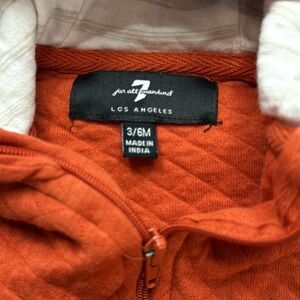 for all 7 mankind
LOS ANGELES
3/6M
MADE IN
INDIA